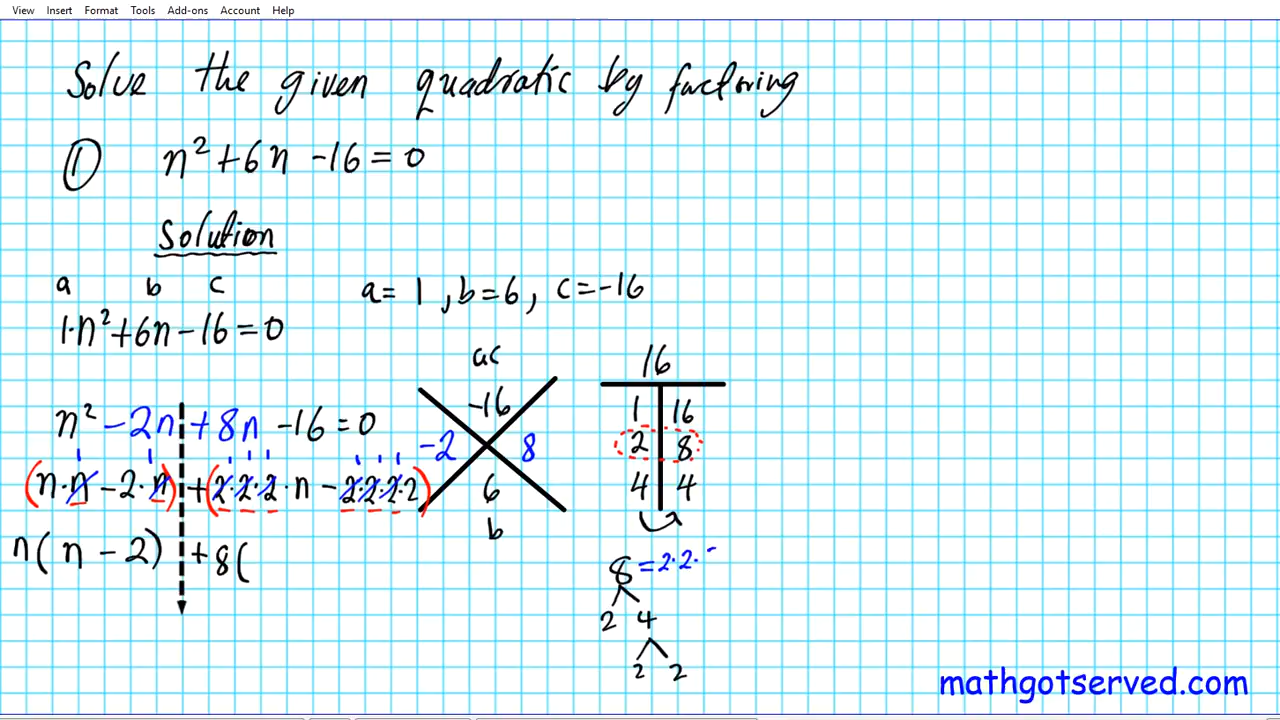 View Insert Format Tools Account Help
Solve the given quadratic by factoring
① n² + 6n - 16 = 0
Solution
a b c
a = 1 , b = 6 , c = -16
1·n² + 6n - 16 = 0
ac
-16
-2 8
6
b
16
1 16
2 8
4 4
n² - 2n + 8n - 16 = 0
(n·n - 2·n) + (2·2·2·n - 2·2·2·2)
n(n - 2) + 8(
8 = 2·2·
2 4
2 2
mathgotserved.com